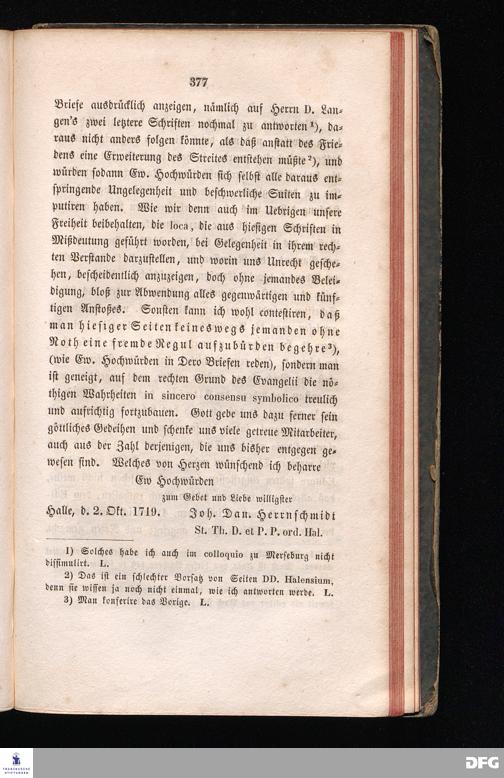 377
Briefe ausdrücklich anzeigen, nämlich auf Herrn D. Lan-
gen's zwei letztere Schriften nochmal zu antworten¹), da-
raus nicht anders folgen könnte, als daß anstatt des Frie-
dens eine Erweiterung des Streites entstehen müßte²), und
würden sodann Ew. Hochwürden sich selbst alle daraus ent-
springende Ungelegenheit und beschwerliche Suiten zu im-
putiren haben. Wie wir denn auch im Uebrigen unsere
Freiheit beibehalten, die loca, die aus hiesigen Schriften in
Mißdeutung geführt worden, bei Gelegenheit in ihrem rech-
ten Verstande darzustellen, und worin uns Unrecht gesche-
hen, bescheidentlich anzuzeigen, doch ohne jemandes Belei-
digung, bloß zur Abwendung alles gegenwärtigen und künf-
tigen Anstoßes. Sonsten kann ich wohl contestiren, daß
man hiesiger Seiten keineswegs jemanden ohne
Noth eine fremde Regul aufzubürden begehre³),
(wie Ew. Hochwürden in Dero Briefen reden), sondern man
ist geneigt, auf dem rechten Grund des Evangelii die nö-
thigen Wahrheiten in sincero consensu symbolico treulich
und aufrichtig fortzubauen. Gott gebe uns dazu ferner sein
göttliches Gedeihen und schenke uns viele getreue Mitarbeiter,
auch aus der Zahl derjenigen, die uns bisher entgegen ge-
wesen sind. Welches von Herzen wünschend ich beharre
Ew Hochwürden
zum Gebet und Liebe willigster
Halle, d. 2. Okt. 1719. Joh. Dan. Herrnschmidt
St. Th. D. et P. P. ord. Hal.
1) Solches habe ich auch im colloquio zu Merseburg nicht
dissimulirt. L.
2) Das ist ein schlechter Vorsatz von Seiten DD. Halensium,
denn sie wissen ja noch nicht einmal, wie ich antworten werde. L.
3) Man konferire das Vorige. L.
FRANCKESCHE
STIFTUNGEN
DFG